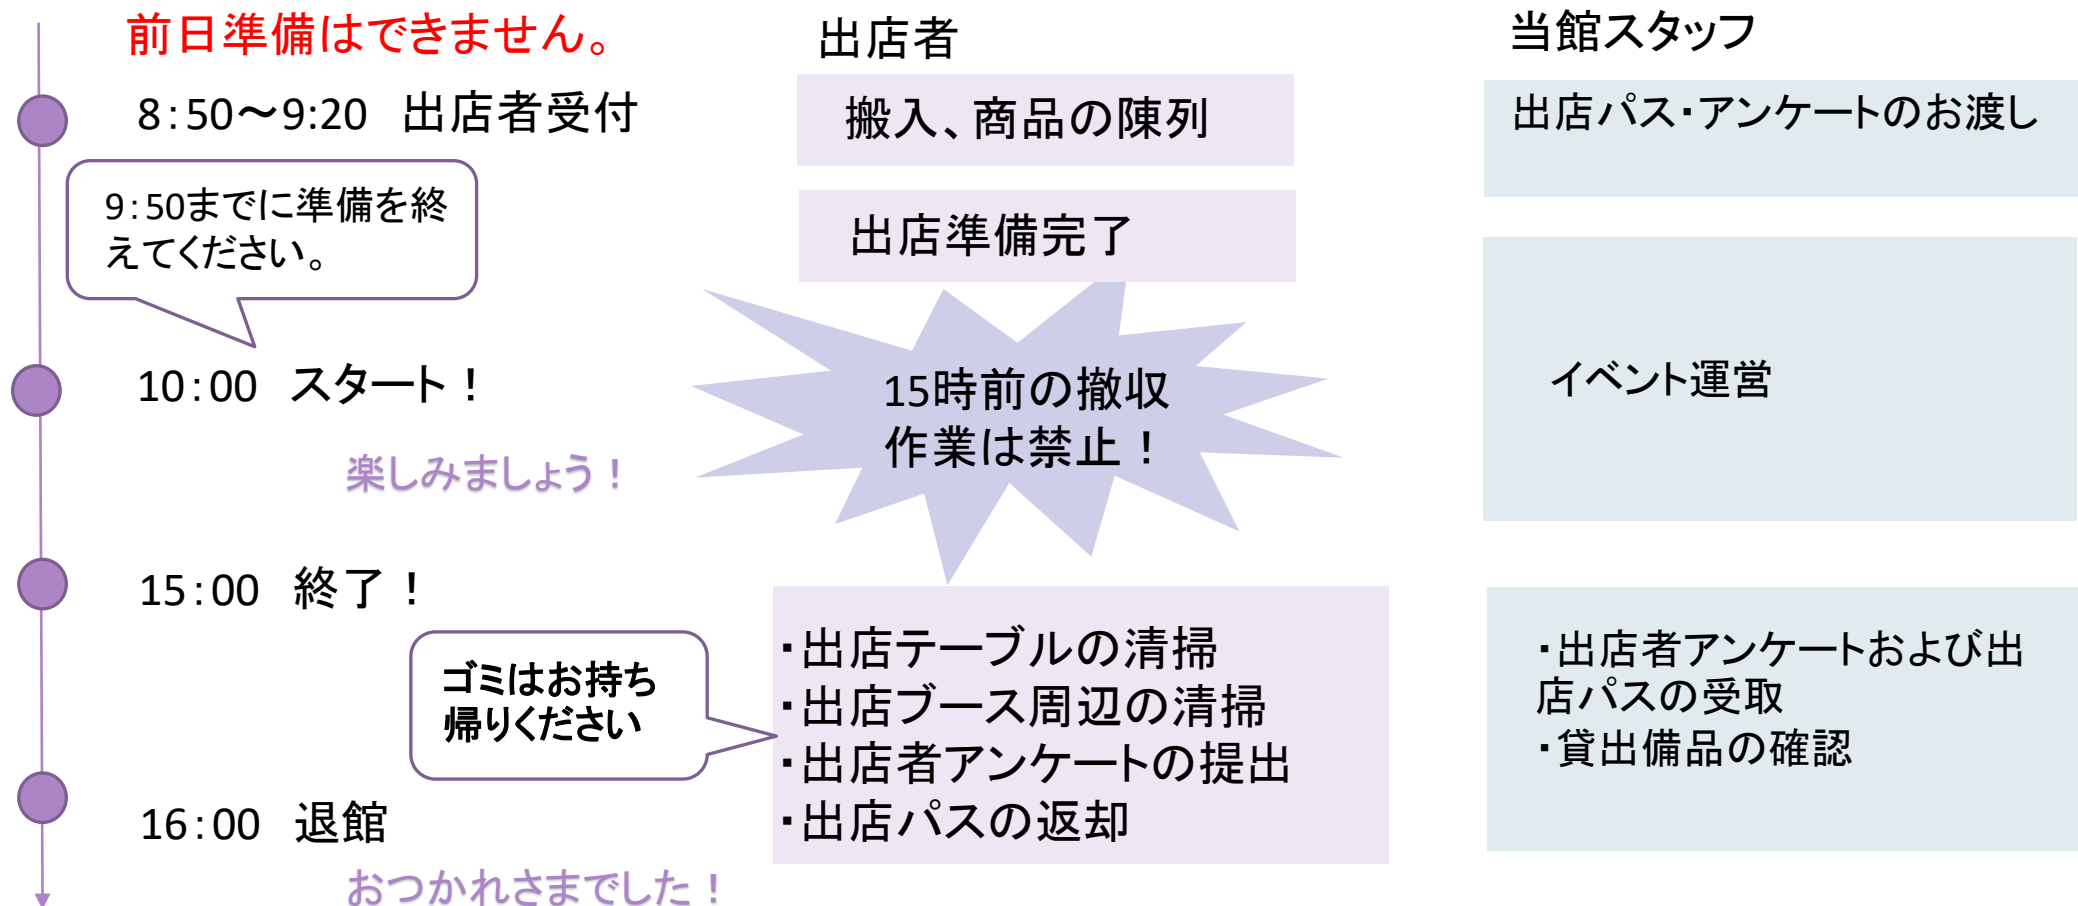 前日準備はできません。
出店者
当館スタッフ
8：50～9:20　出店者受付
搬入、商品の陳列
出店パス・アンケートのお渡し
9：50までに準備を終
えてください。
出店準備完了
10：00　スタート！
15時前の撤収
作業は禁止！
イベント運営
楽しみましょう！
15：00　終了！
ゴミはお持ち
帰りください
・出店テーブルの清掃
・出店ブース周辺の清掃
・出店者アンケートの提出
・出店パスの返却
・出店者アンケートおよび出
店パスの受取
・貸出備品の確認
16：00　退館
おつかれさまでした！